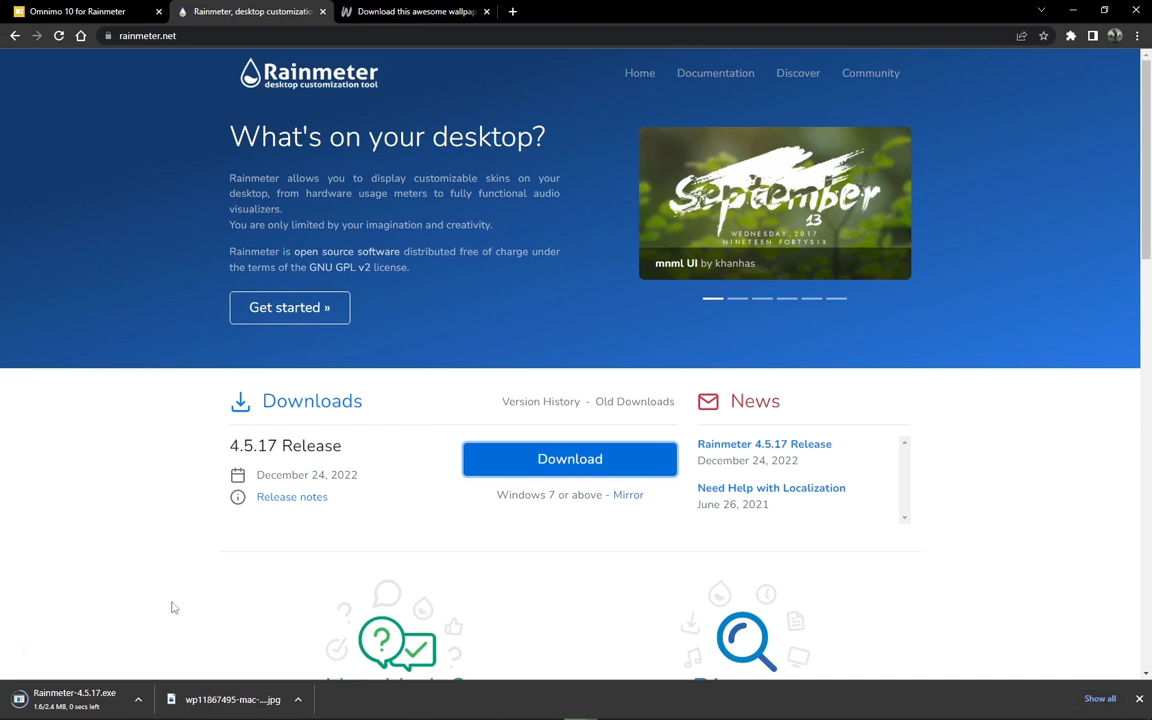 Omnimo 10 for Rainmeter
Rainmeter, desktop customizatio
Download this awesome wallpap
rainmeter.net
Rainmeter
desktop customization tool
Home
Documentation
Discover
Community
What's on your desktop?
Rainmeter allows you to display customizable skins on your
desktop, from hardware usage meters to fully functional audio
visualizers.
You are only limited by your imagination and creativity.
Rainmeter is open source software distributed free of charge under
the terms of the GNU GPL v2 license.
Get started »
September
13
WEDNESDAY, 2017
NINETEEN FORTYSIX
mnml UI by khanhas
Downloads
Version History - Old Downloads
4.5.17 Release
December 24, 2022
Release notes
Download
Windows 7 or above - Mirror
News
Rainmeter 4.5.17 Release
December 24, 2022
Need Help with Localization
June 26, 2021
Rainmeter-4.5.17.exe
1.6/2.4 MB, 0 secs left
wp11867495-mac-....jpg
Show all